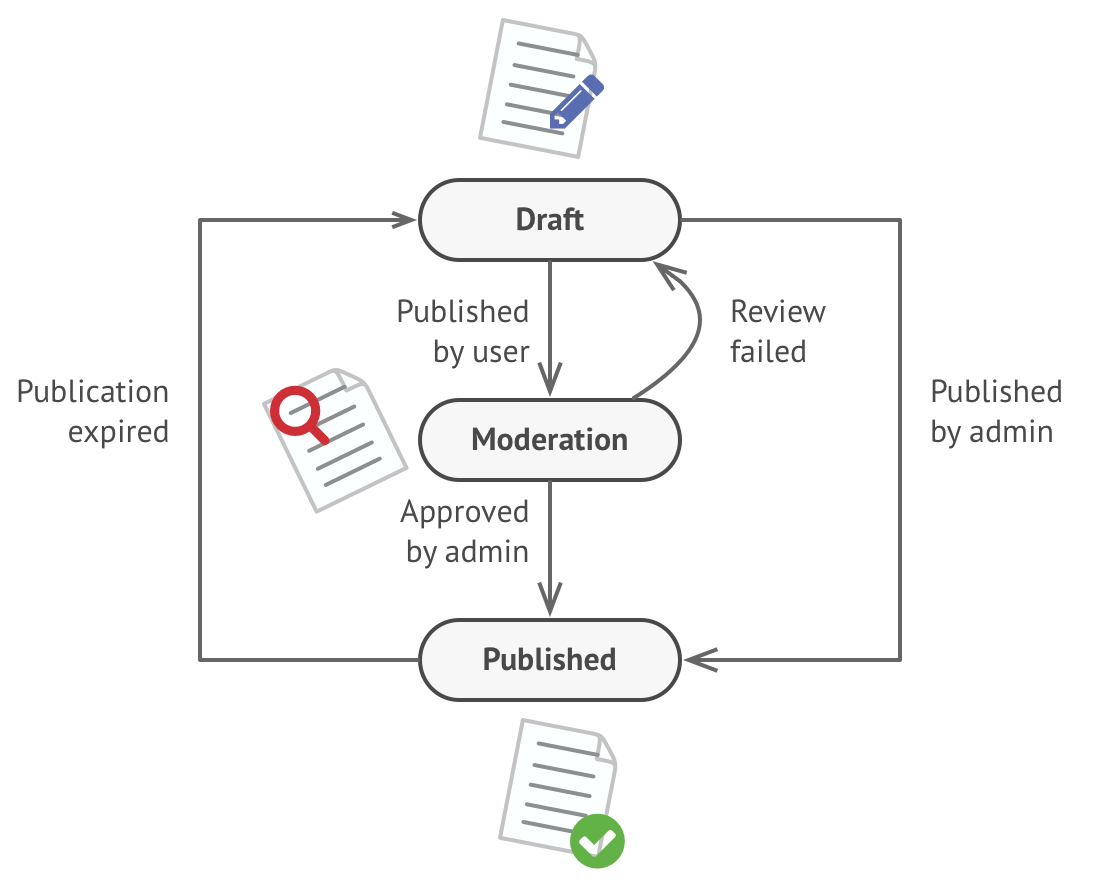 Draft
Published
by user
Review
failed
Publication
expired
Published
by admin
Moderation
Approved
by admin
Published